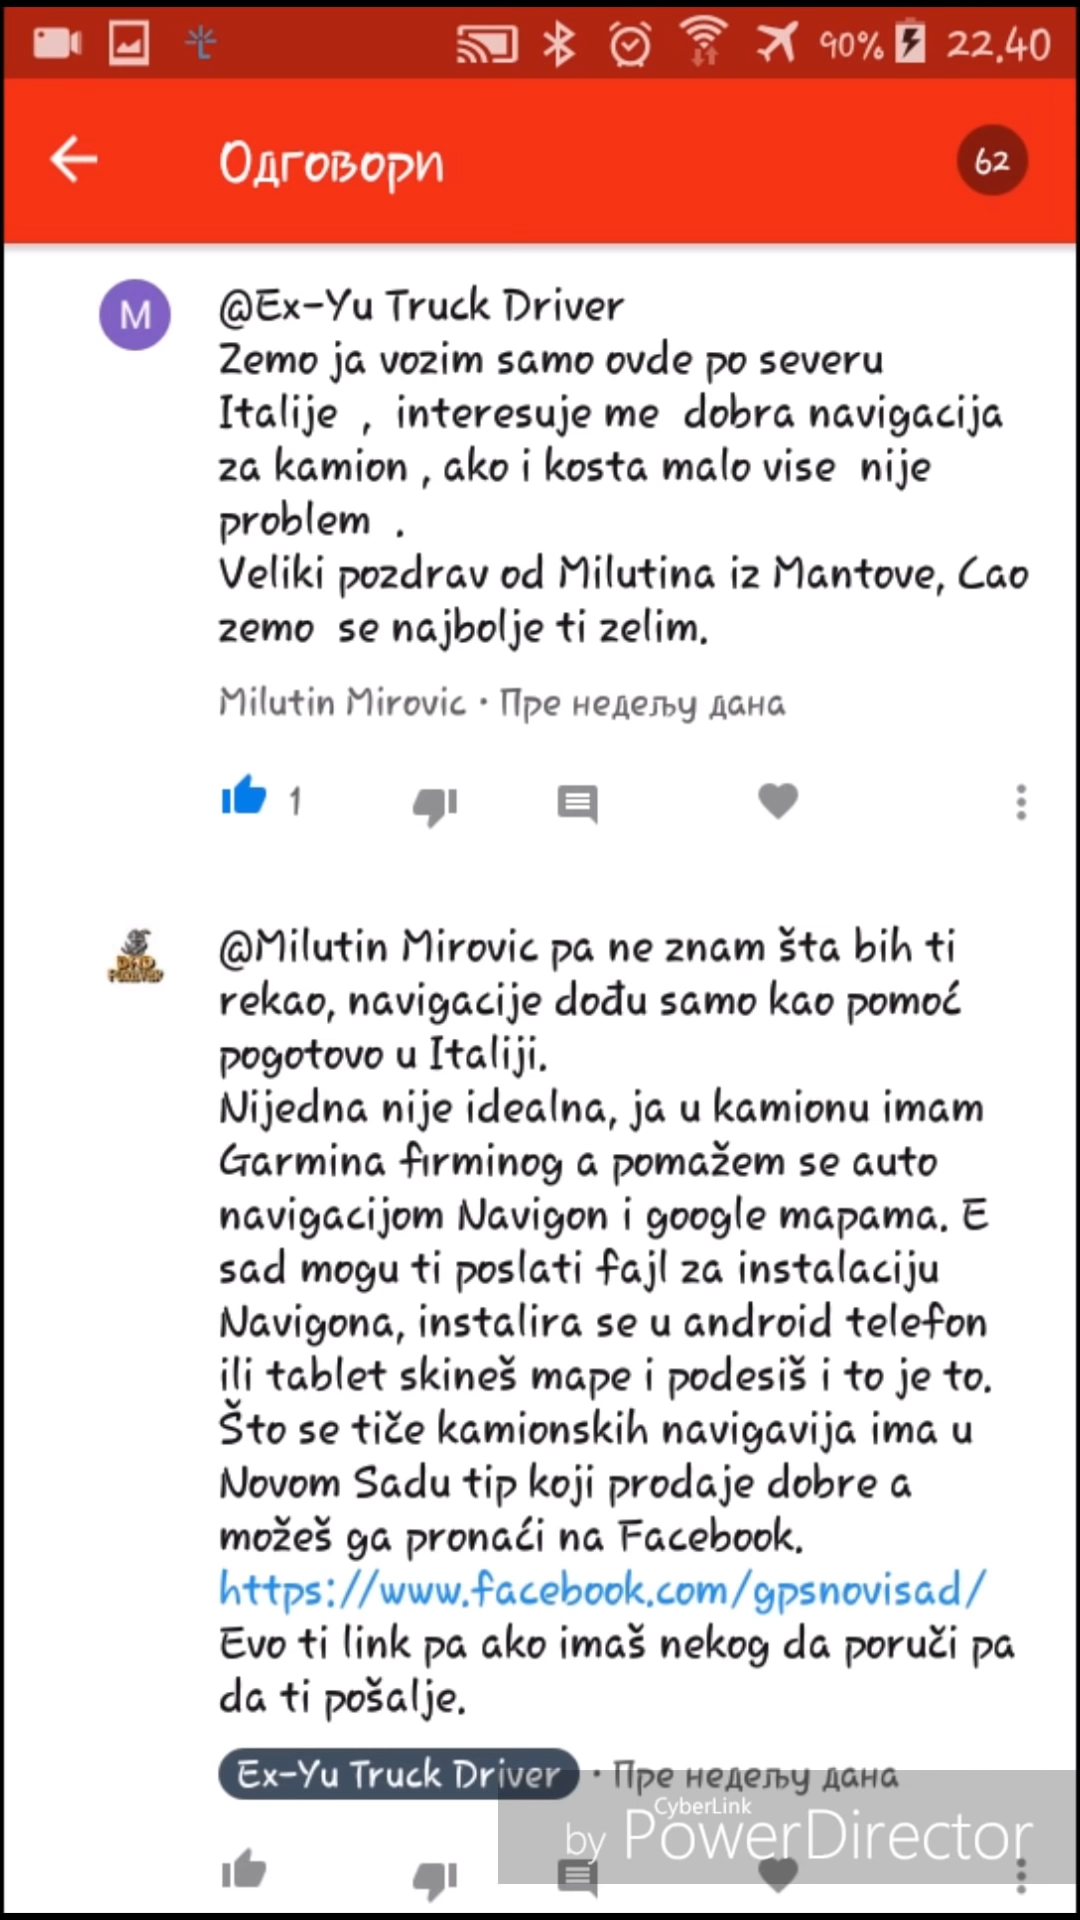 90% 22.40
Одговори
62
M
@Ex-Yu Truck Driver
Zemo ja vozim samo ovde po severu
Italije , interesuje me dobra navigacija
za kamion , ako i kosta malo vise nije
problem .
Veliki pozdrav od Milutina iz Mantove, Cao
zemo se najbolje ti zelim.
Milutin Mirovic • Пре недељу дана
1
@Milutin Mirovic pa ne znam šta bih ti
rekao, navigacije dođu samo kao pomoć
pogotovo u Italiji.
Nijedna nije idealna, ja u kamionu imam
Garmina firminog a pomažem se auto
navigacijom Navigon i google mapama. E
sad mogu ti poslati fajl za instalaciju
Navigona, instalira se u android telefon
ili tablet skineš mape i podesiš i to je to.
Što se tiče kamionskih navigavija ima u
Novom Sadu tip koji prodaje dobre a
možeš ga pronaći na Facebook.
https://www.facebook.com/gpsnovisad/
Evo ti link pa ako imaš nekog da poruči pa
da ti pošalje.
Ex-Yu Truck Driver • Пре недељу дана
CyberLink
by PowerDirector